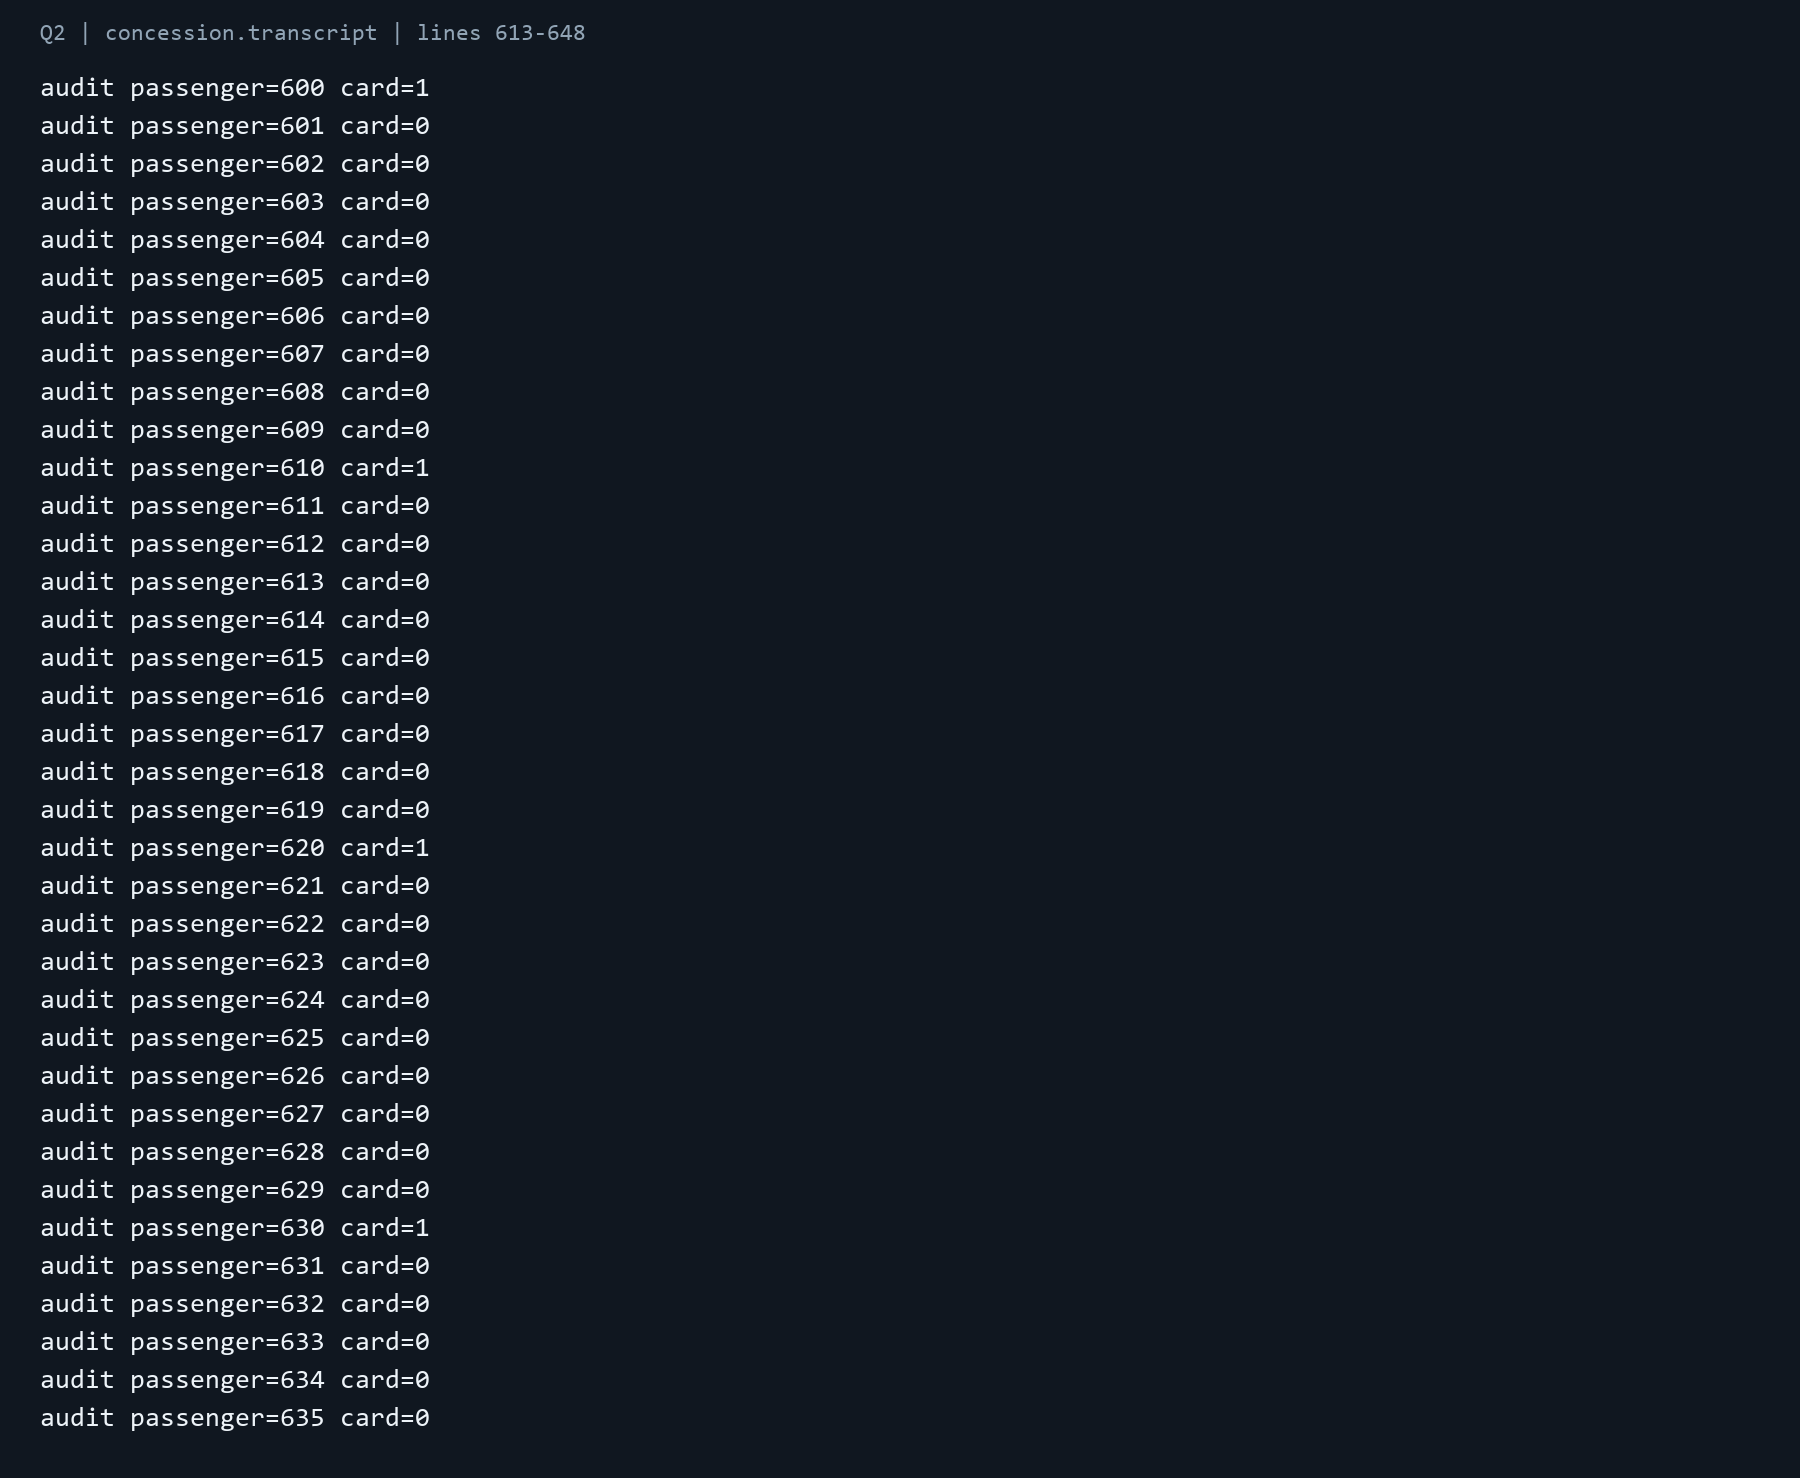 Q2 | concession.transcript | lines 613-648
audit passenger=600 card=1
audit passenger=601 card=0
audit passenger=602 card=0
audit passenger=603 card=0
audit passenger=604 card=0
audit passenger=605 card=0
audit passenger=606 card=0
audit passenger=607 card=0
audit passenger=608 card=0
audit passenger=609 card=0
audit passenger=610 card=1
audit passenger=611 card=0
audit passenger=612 card=0
audit passenger=613 card=0
audit passenger=614 card=0
audit passenger=615 card=0
audit passenger=616 card=0
audit passenger=617 card=0
audit passenger=618 card=0
audit passenger=619 card=0
audit passenger=620 card=1
audit passenger=621 card=0
audit passenger=622 card=0
audit passenger=623 card=0
audit passenger=624 card=0
audit passenger=625 card=0
audit passenger=626 card=0
audit passenger=627 card=0
audit passenger=628 card=0
audit passenger=629 card=0
audit passenger=630 card=1
audit passenger=631 card=0
audit passenger=632 card=0
audit passenger=633 card=0
audit passenger=634 card=0
audit passenger=635 card=0